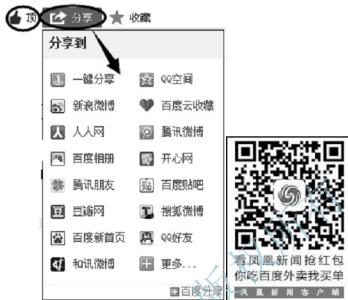 顶 分享 收藏
分享到
一键分享 QQ空间
新浪微博 百度云收藏
人人网 腾讯微博
百度相册 开心网
腾讯朋友 百度贴吧
豆瓣网 搜狐微博
百度新首页 QQ好友
和讯微博 更多...
百度分享
看凤凰新闻抢红包
你吃百度外卖我买单
凤凰新闻客户端